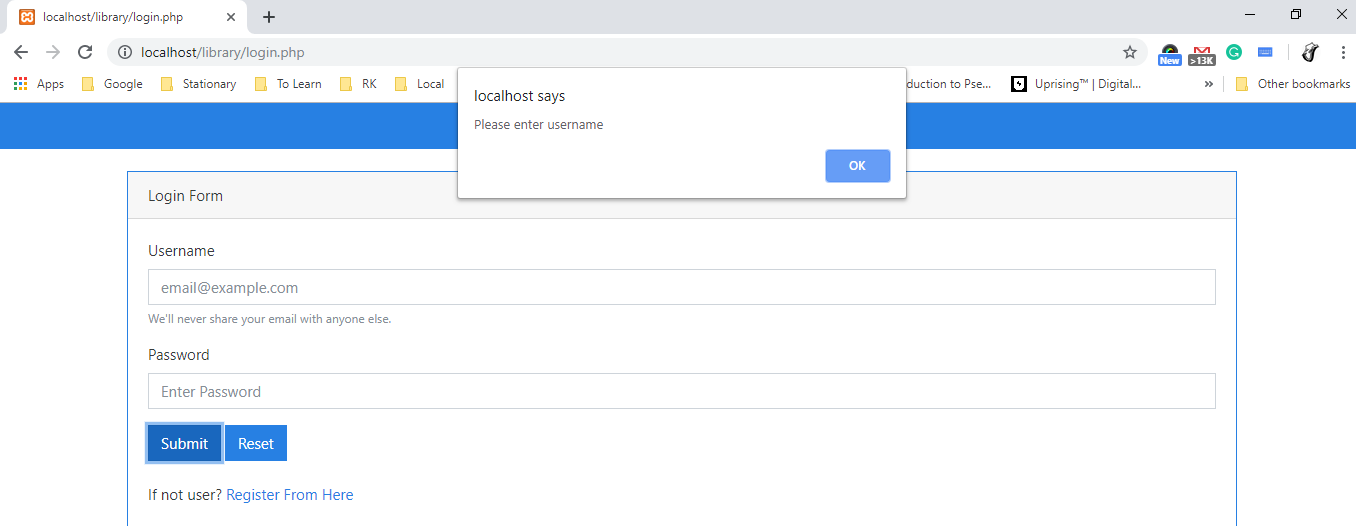 localhost/library/login.php
localhost/library/login.php
New >13K
Apps Google Stationary To Learn RK Local duction to Pse... Uprising™ | Digital... » Other bookmarks
localhost says
Please enter username
OK
Login Form
Username
email@example.com
We'll never share your email with anyone else.
Password
Enter Password
Submit Reset
If not user? Register From Here